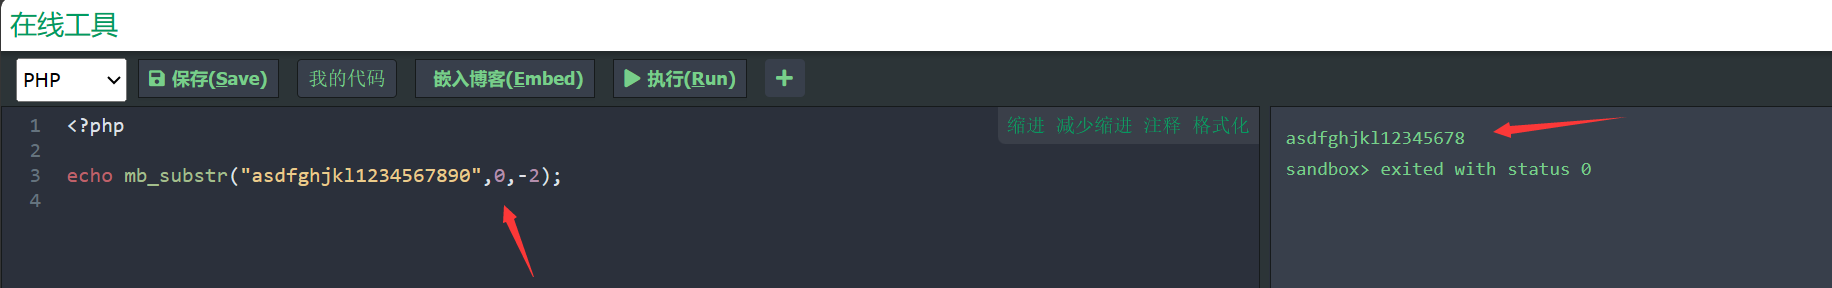 在线工具
PHP 保存(Save) 我的代码 嵌入博客(Embed) 执行(Run) +
缩进 减少缩进 注释 格式化
1 <?php
2
3 echo mb_substr("asdfghjkl1234567890",0,-2);
4
asdfghjkl12345678
sandbox> exited with status 0